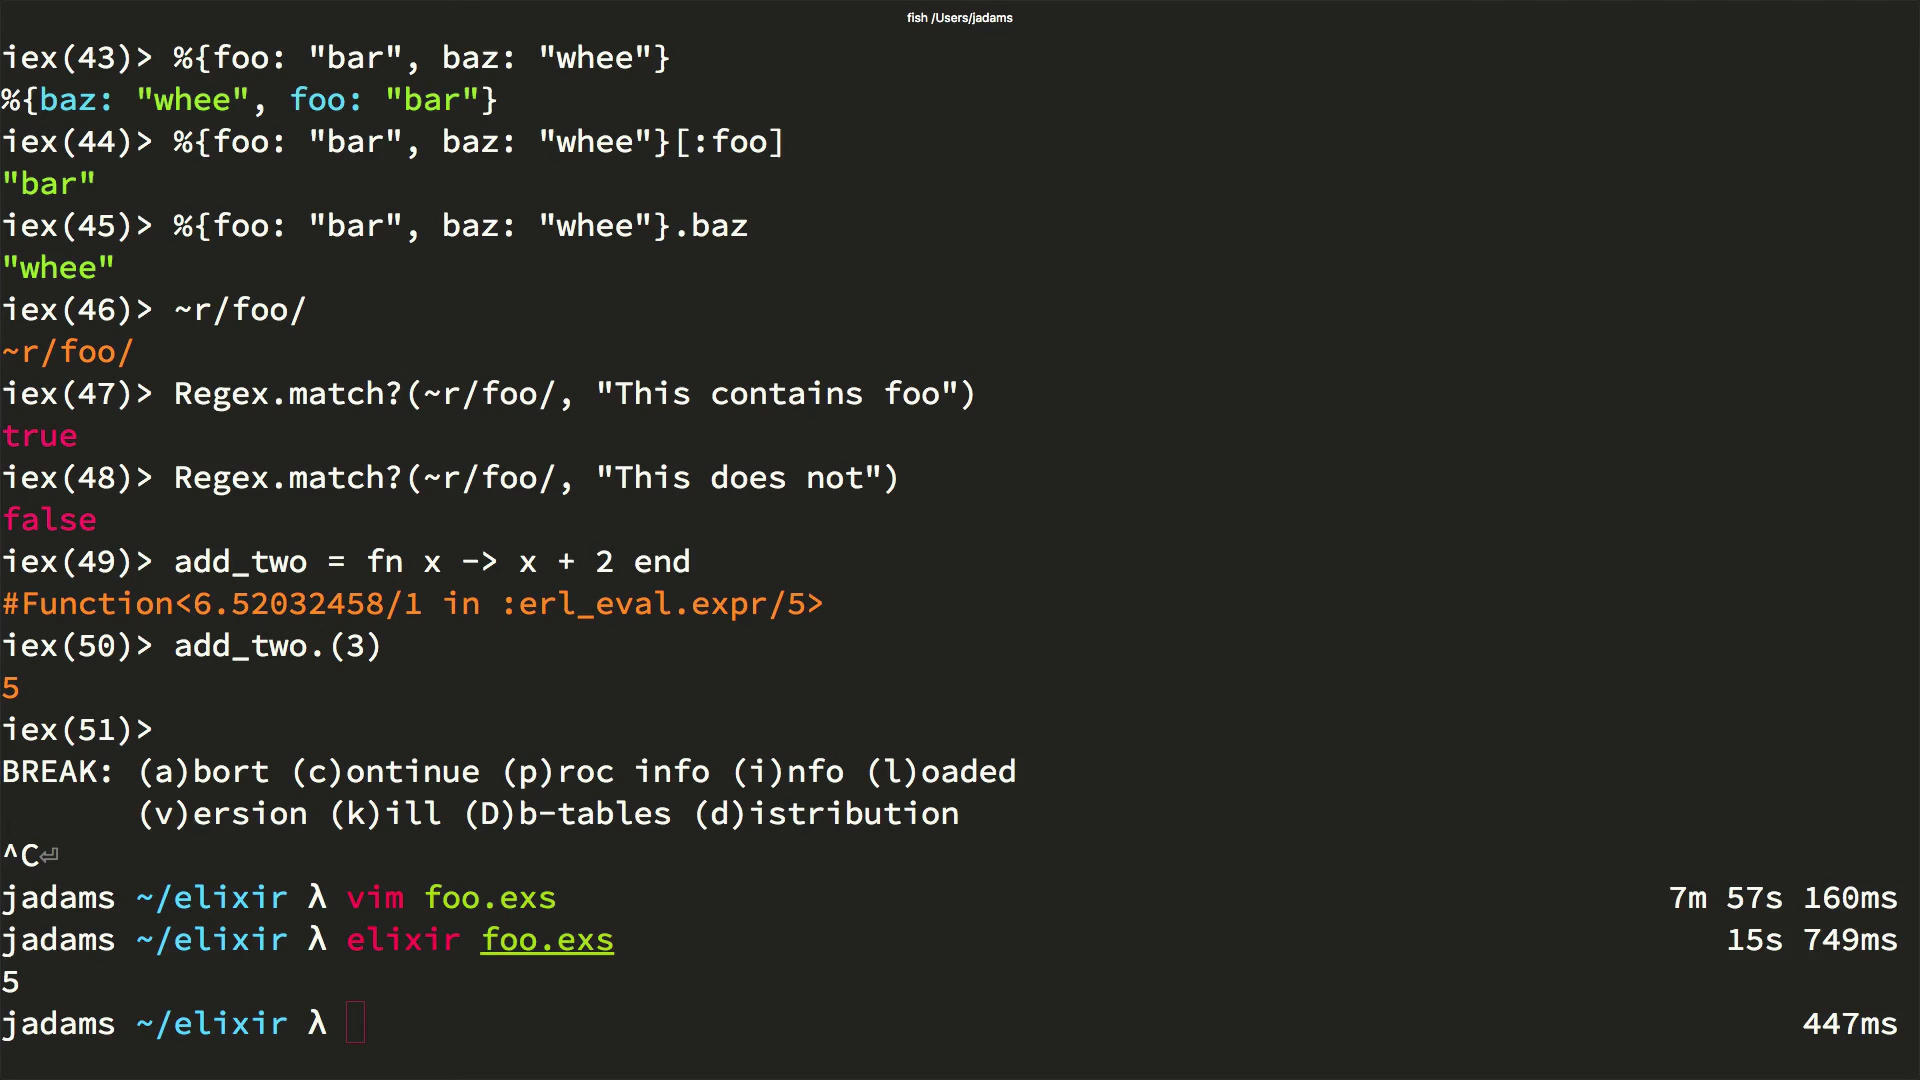 fish /Users/jadams
iex(43)> %{foo: "bar", baz: "whee"}
%{baz: "whee", foo: "bar"}
iex(44)> %{foo: "bar", baz: "whee"}[:foo]
"bar"
iex(45)> %{foo: "bar", baz: "whee"}.baz
"whee"
iex(46)> ~r/foo/
~r/foo/
iex(47)> Regex.match?(~r/foo/, "This contains foo")
true
iex(48)> Regex.match?(~r/foo/, "This does not")
false
iex(49)> add_two = fn x -> x + 2 end
#Function<6.52032458/1 in :erl_eval.expr/5>
iex(50)> add_two.(3)
5
iex(51)>
BREAK: (a)bort (c)ontinue (p)roc info (i)nfo (l)oaded
       (v)ersion (k)ill (D)b-tables (d)istribution
^C⏎
jadams ~/elixir λ vim foo.exs 7m 57s 160ms
jadams ~/elixir λ elixir foo.exs 15s 749ms
5
jadams ~/elixir λ 447ms